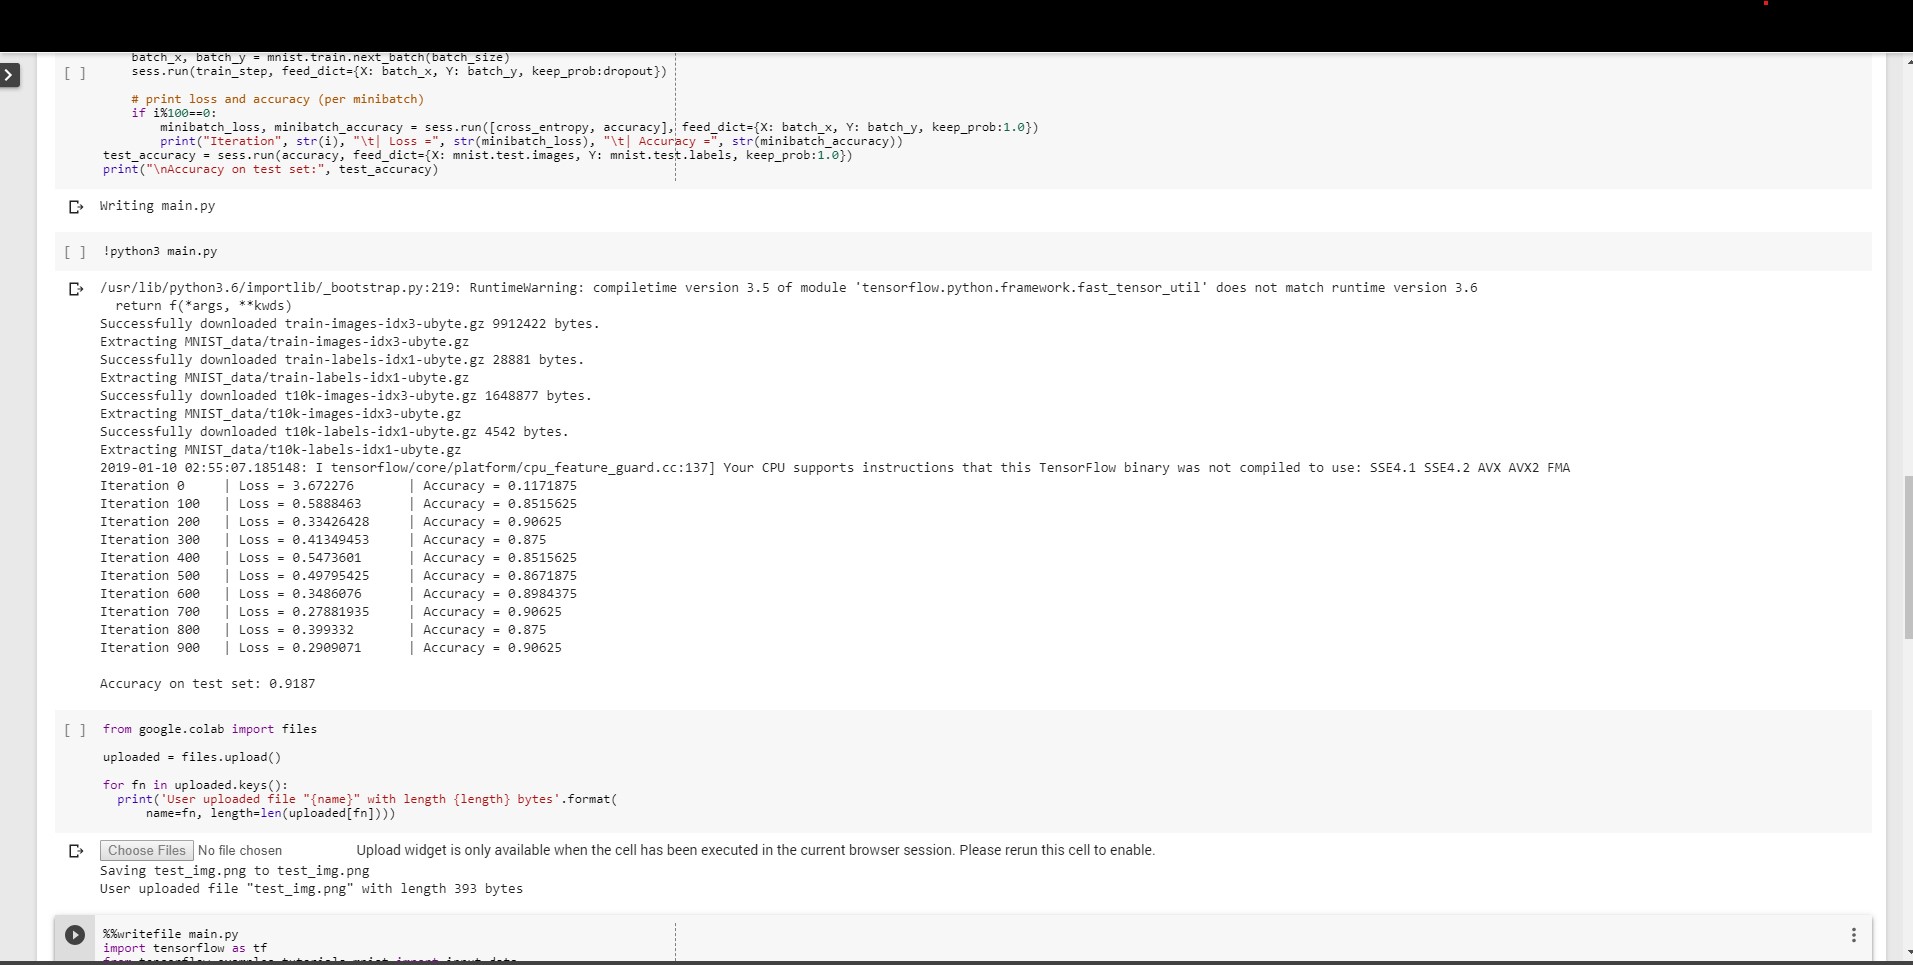 batch_x, batch_y = mnist.train.next_batch(batch_size)
[ ] sess.run(train_step, feed_dict={X: batch_x, Y: batch_y, keep_prob:dropout})
# print loss and accuracy (per minibatch)
if i%100==0:
minibatch_loss, minibatch_accuracy = sess.run([cross_entropy, accuracy], feed_dict={X: batch_x, Y: batch_y, keep_prob:1.0})
print("Iteration", str(i), "\t| Loss =", str(minibatch_loss), "\t| Accuracy =", str(minibatch_accuracy))
test_accuracy = sess.run(accuracy, feed_dict={X: mnist.test.images, Y: mnist.test.labels, keep_prob:1.0})
print("\nAccuracy on test set:", test_accuracy)
Writing main.py
[ ] !python3 main.py
/usr/lib/python3.6/importlib/_bootstrap.py:219: RuntimeWarning: compiletime version 3.5 of module 'tensorflow.python.framework.fast_tensor_util' does not match runtime version 3.6
return f(*args, **kwds)
Successfully downloaded train-images-idx3-ubyte.gz 9912422 bytes.
Extracting MNIST_data/train-images-idx3-ubyte.gz
Successfully downloaded train-labels-idx1-ubyte.gz 28881 bytes.
Extracting MNIST_data/train-labels-idx1-ubyte.gz
Successfully downloaded t10k-images-idx3-ubyte.gz 1648877 bytes.
Extracting MNIST_data/t10k-images-idx3-ubyte.gz
Successfully downloaded t10k-labels-idx1-ubyte.gz 4542 bytes.
Extracting MNIST_data/t10k-labels-idx1-ubyte.gz
2019-01-10 02:55:07.185148: I tensorflow/core/platform/cpu_feature_guard.cc:137] Your CPU supports instructions that this TensorFlow binary was not compiled to use: SSE4.1 SSE4.2 AVX AVX2 FMA
Iteration 0 | Loss = 3.672276 | Accuracy = 0.1171875
Iteration 100 | Loss = 0.5888463 | Accuracy = 0.8515625
Iteration 200 | Loss = 0.33426428 | Accuracy = 0.90625
Iteration 300 | Loss = 0.41349453 | Accuracy = 0.875
Iteration 400 | Loss = 0.5473601 | Accuracy = 0.8515625
Iteration 500 | Loss = 0.49795425 | Accuracy = 0.8671875
Iteration 600 | Loss = 0.3486076 | Accuracy = 0.8984375
Iteration 700 | Loss = 0.27881935 | Accuracy = 0.90625
Iteration 800 | Loss = 0.399332 | Accuracy = 0.875
Iteration 900 | Loss = 0.2909071 | Accuracy = 0.90625
Accuracy on test set: 0.9187
[ ] from google.colab import files
uploaded = files.upload()
for fn in uploaded.keys():
print('User uploaded file "{name}" with length {length} bytes'.format(
name=fn, length=len(uploaded[fn])))
Choose Files No file chosen Upload widget is only available when the cell has been executed in the current browser session. Please rerun this cell to enable.
Saving test_img.png to test_img.png
User uploaded file "test_img.png" with length 393 bytes
%%writefile main.py
import tensorflow as tf